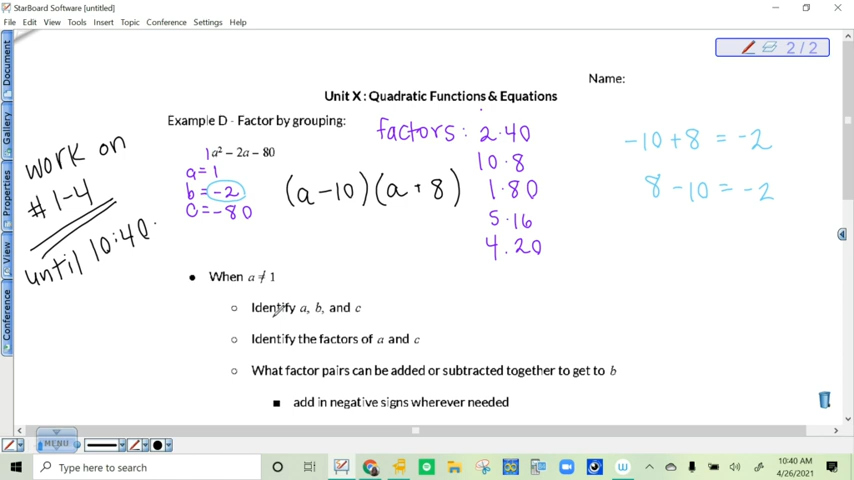 StarBoard Software [untitled]
File Edit View Tools Topic Conference Settings Help
2/2
Document
Gallery
Properties
View
Conference
Name:
Unit X : Quadratic Functions & Equations
Example D - Factor by grouping:
1a² − 2a − 80
a=1
b=-2
c=-80
(a-10)(a+8)
factors: 2·40
10·8
1·80
5·16
4·20
-10+8 = -2
8-10 = -2
work on
#1-4
until 10:40.
When a ≠ 1
Identify a, b, and c
Identify the factors of a and c
What factor pairs can be added or subtracted together to get to b
add in negative signs wherever needed
MENU
Type here to search
10:40 AM
4/26/2021